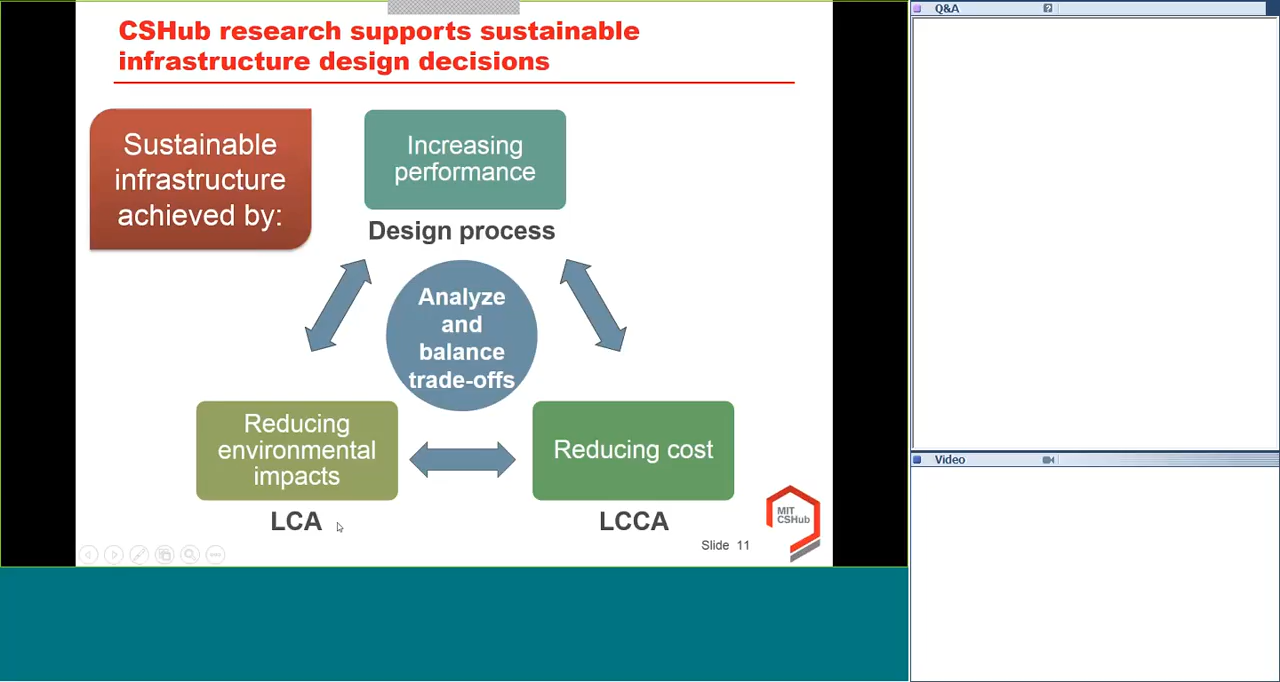 CSHub research supports sustainable
infrastructure design decisions
Sustainable
infrastructure
achieved by:
Increasing
performance
Design process
Analyze
and
balance
trade-offs
Reducing
environmental
impacts
LCA
Reducing cost
LCCA
MIT
CSHub
Slide 11
Q&A
?
Video